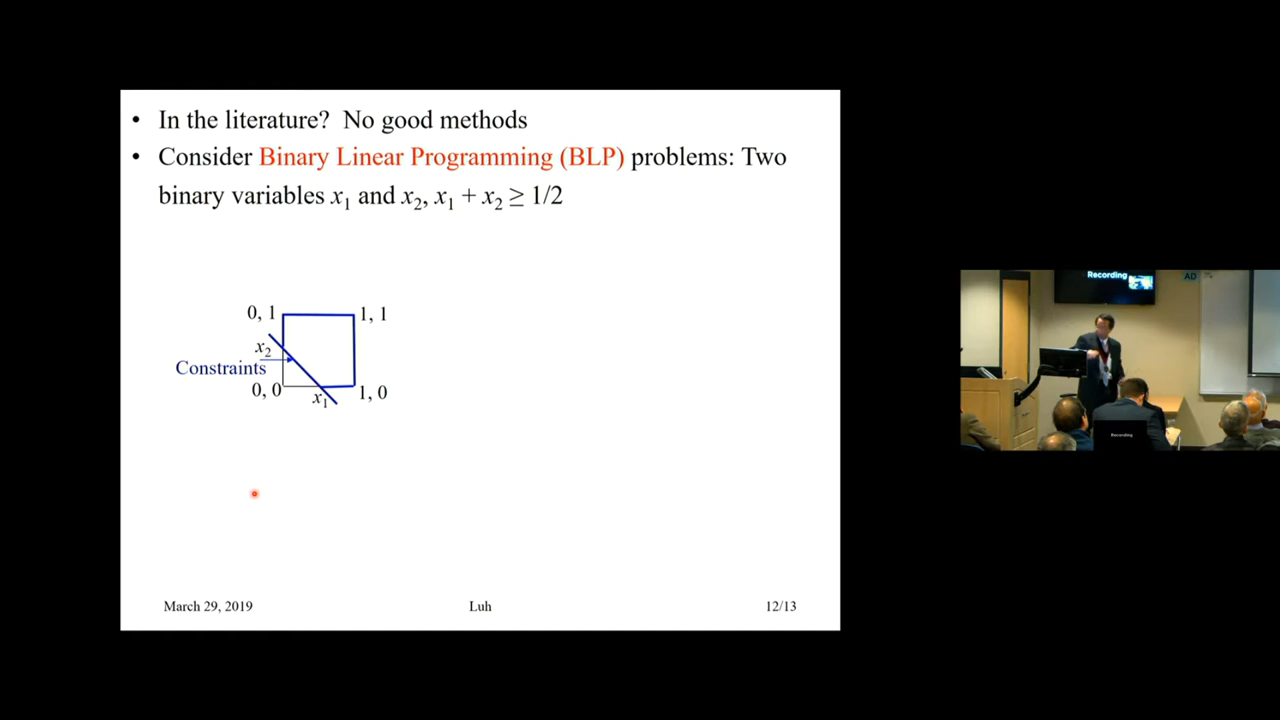 • In the literature? No good methods
• Consider Binary Linear Programming (BLP) problems: Two
binary variables x₁ and x₂, x₁ + x₂ ≥ 1/2
0, 1
1, 1
x₂
Constraints
0, 0
x₁
1, 0
March 29, 2019
Luh
12/13
Recording
AD
Recording